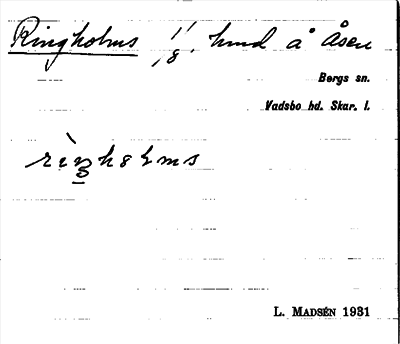 Ringholms 1/8 hmd å Åsen
Bergs sn.
Vadsbo hd. Skar. l.
L. MADSÉN 1931